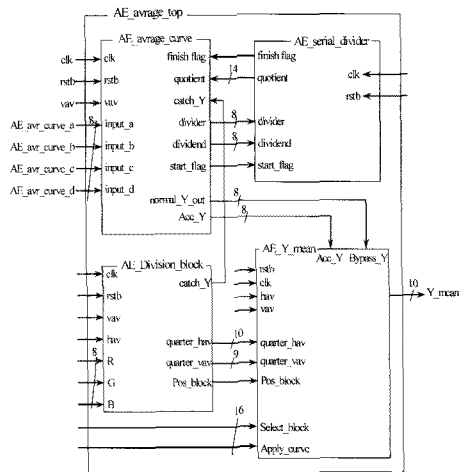 AE_avrage_top
AE_avrage_curve
AE_serial_divider
clk
clk
finish flag
finish flag
rstb
rstb
quotient
14
quotient
clk
vav
vav
catch_Y
rstb
AE_avr_curve_a
8
input_a
divider
8
divider
AE_avr_curve_b
input_b
dividend
8
dividend
AE_avr_curve_c
input_c
start_flag
start_flag
AE_avr_curve_d
input_d
normal_Y_out
8
Acc_Y
8
AE_Division_block
AE_Y_mean
Acc_Y
Bypass_Y
clk
catch_Y
rstb
rstb
clk
hav
10
Y_mean
vav
vav
hav
quarter_hav
10
quarter_hav
8
R
quarter_vav
9
quarter_vav
G
Pos_block
Pos_block
B
16
Select_block
Apply_curve